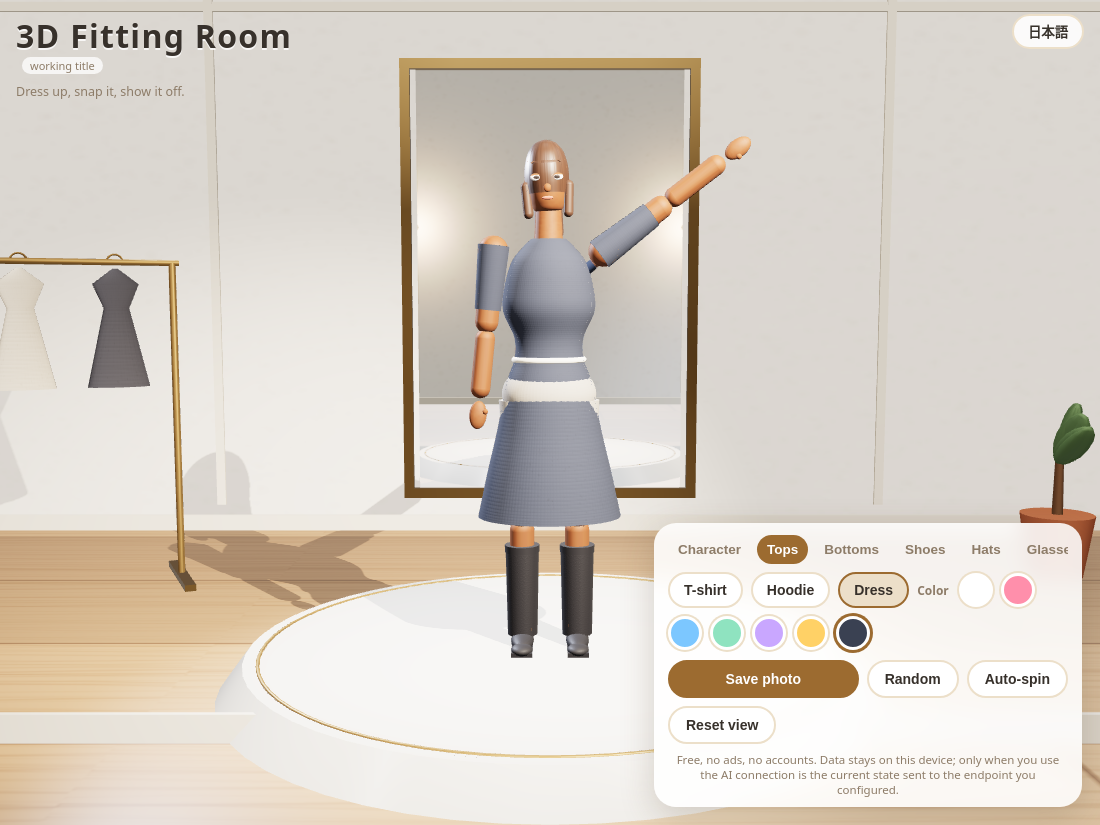 3D Fitting Room
working title
Dress up, snap it, show it off.
日本語
Character Tops Bottoms Shoes Hats Glasse
T-shirt Hoodie Dress Color
Save photo Random Auto-spin
Reset view
Free, no ads, no accounts. Data stays on this device; only when you use
the AI connection is the current state sent to the endpoint you
configured.